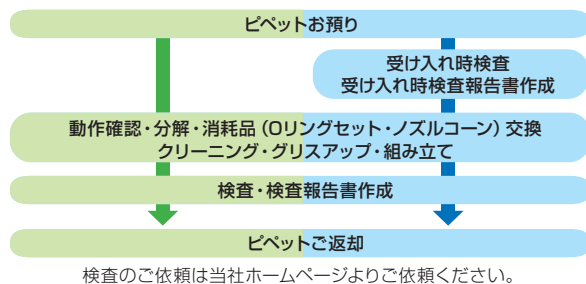 ピペットお預り
受け入れ時検査
受け入れ時検査報告書作成
動作確認・分解・消耗品（Oリングセット・ノズルコーン）交換
クリーニング・グリスアップ・組み立て
検査・検査報告書作成
ピペットご返却
検査のご依頼は当社ホームページよりご依頼ください。